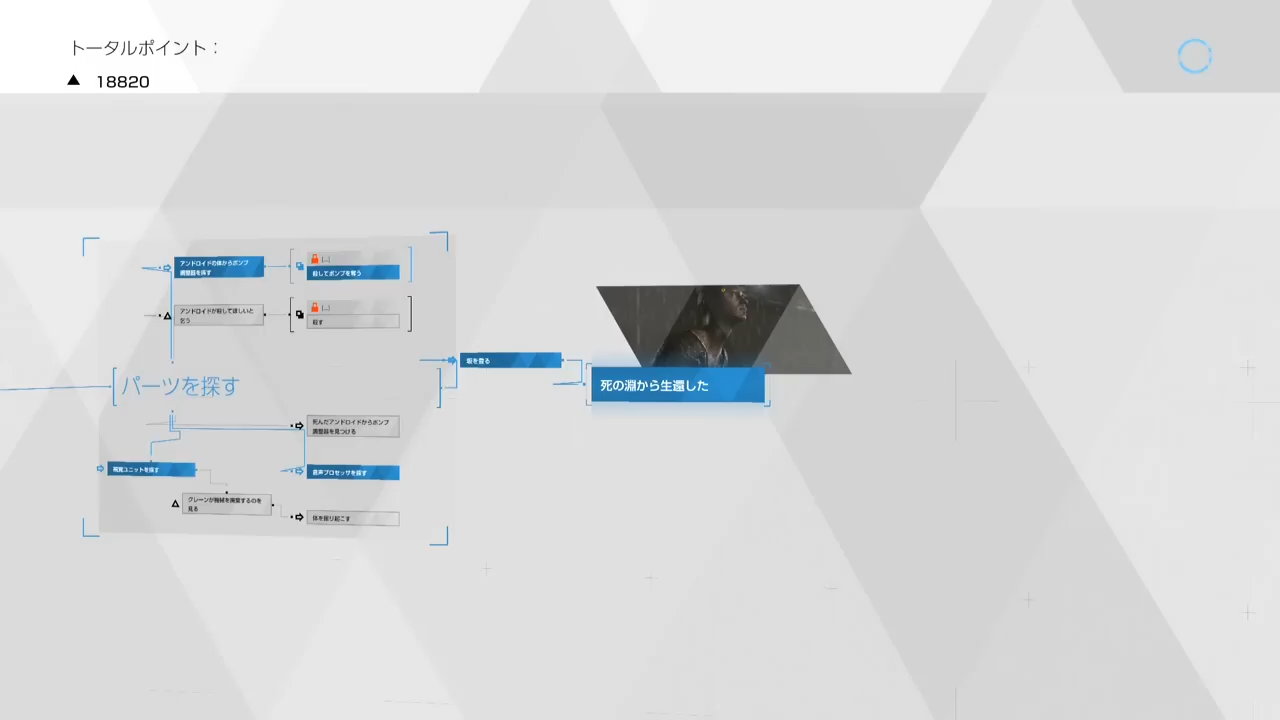 トータルポイント：
▲ 18820
アンドロイドの体からポンプ
調整器を探す
[...]
殺してポンプを奪う
アンドロイドが殺してほしいと
乞う
[...]
殺す
パーツを探す
坂を登る
死の淵から生還した
死んだアンドロイドからポンプ
調整器を見つける
視覚ユニットを探す
音声プロセッサを探す
クレーンが機械を廃棄するのを
見る
体を掘り起こす